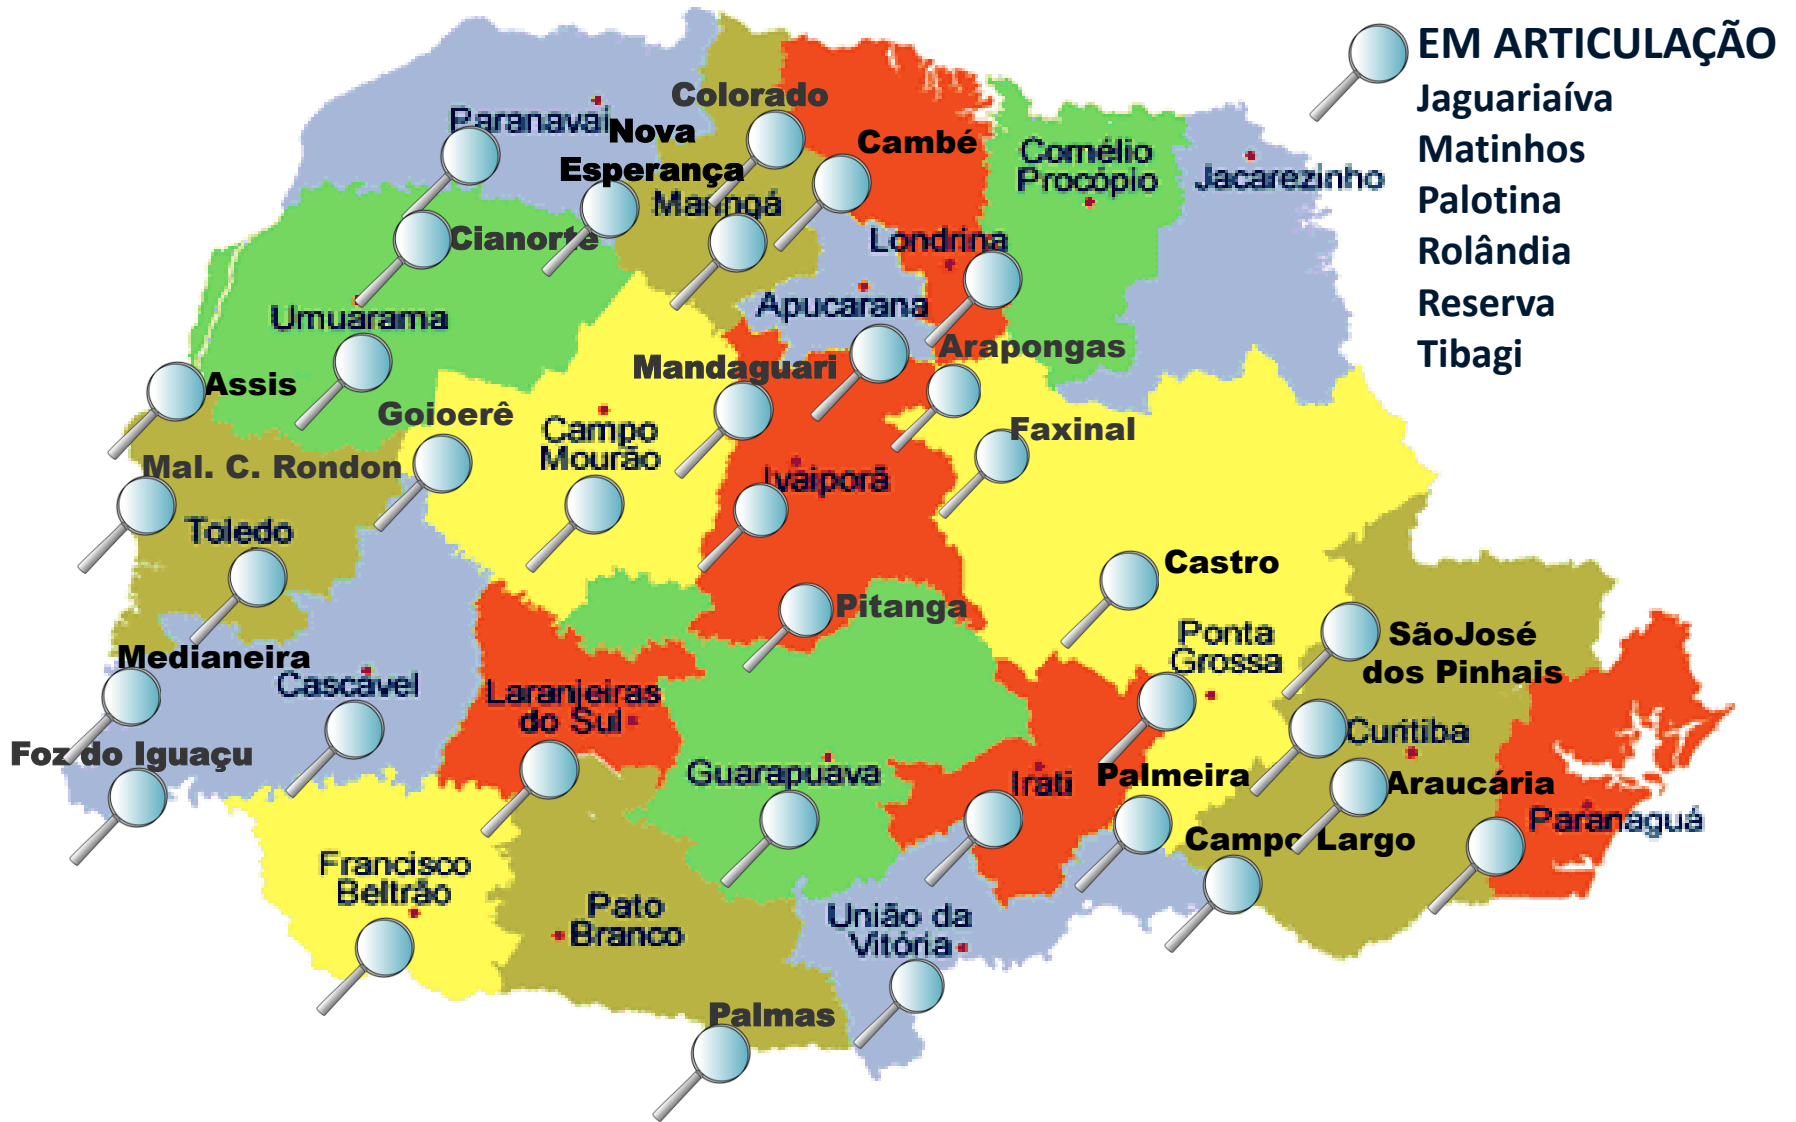 EM ARTICULAÇÃO
Jaguariaíva
Matinhos
Palotina
Rolândia
Reserva
Tibagi
Colorado
Paranavaí
Nova
Esperança
Cambé
Cornélio
Procópio
Jacarezinho
Maringá
Cianorte
Londrina
Apucarana
Umuarama
Arapongas
Mandaguari
Assis
Goioerê
Campo
Mourão
Faxinal
Mal. C. Rondon
Ivaiporã
Toledo
Castro
Pitanga
Ponta
Grossa
SãoJosé
dos Pinhais
Medianeira
Cascavel
Laranjeiras
do Sul
Curitiba
Foz do Iguaçu
Guarapuava
Irati
Palmeira
Araucária
Paranaguá
Campo Largo
Francisco
Beltrão
Pato
Branco
União da
Vitória
Palmas